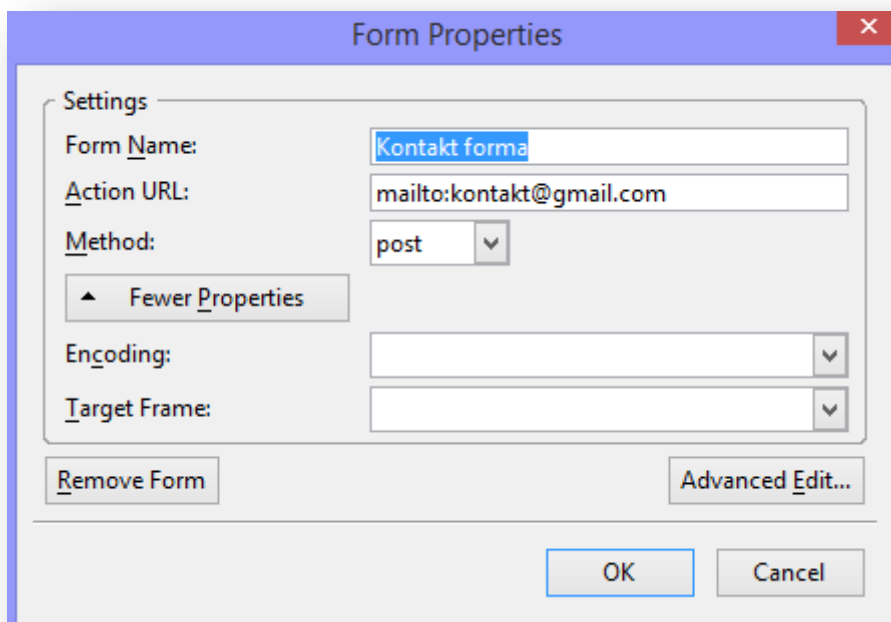 Form Properties
Settings
Form Name: Kontakt forma
Action URL: mailto:kontakt@gmail.com
Method: post
Fewer Properties
Encoding:
Target Frame:
Remove Form Advanced Edit...
OK Cancel